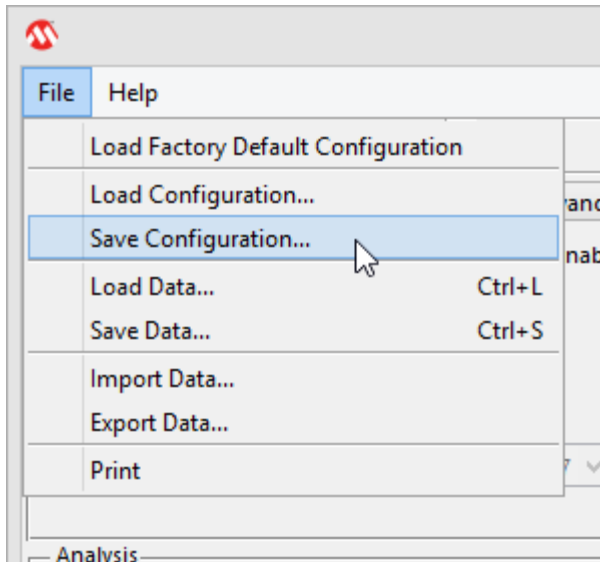 File Help
Load Factory Default Configuration
Load Configuration...
Save Configuration...
Load Data... Ctrl+L
Save Data... Ctrl+S
Import Data...
Export Data...
Print
Analysis